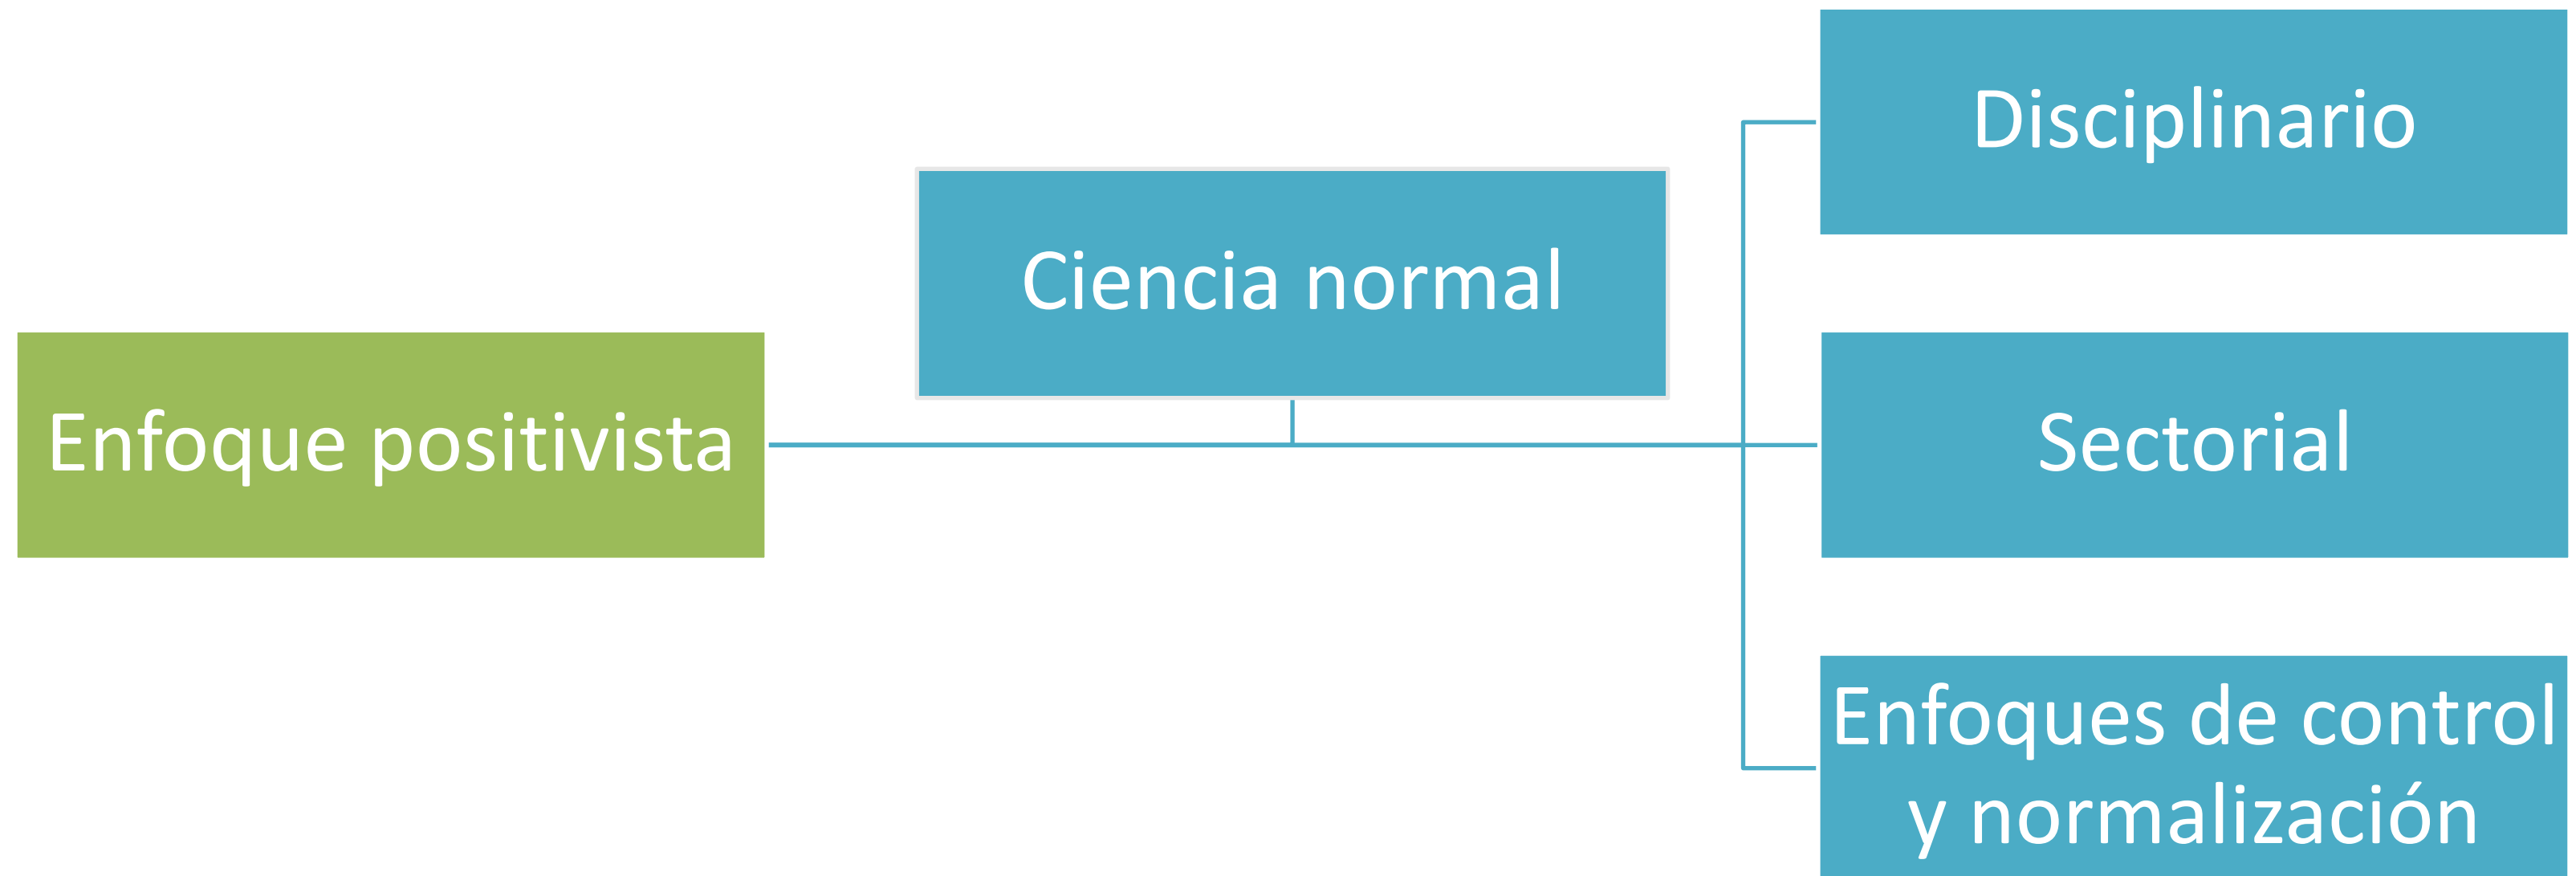 Enfoque positivista
Ciencia normal
Disciplinario
Sectorial
Enfoques de control
y normalización